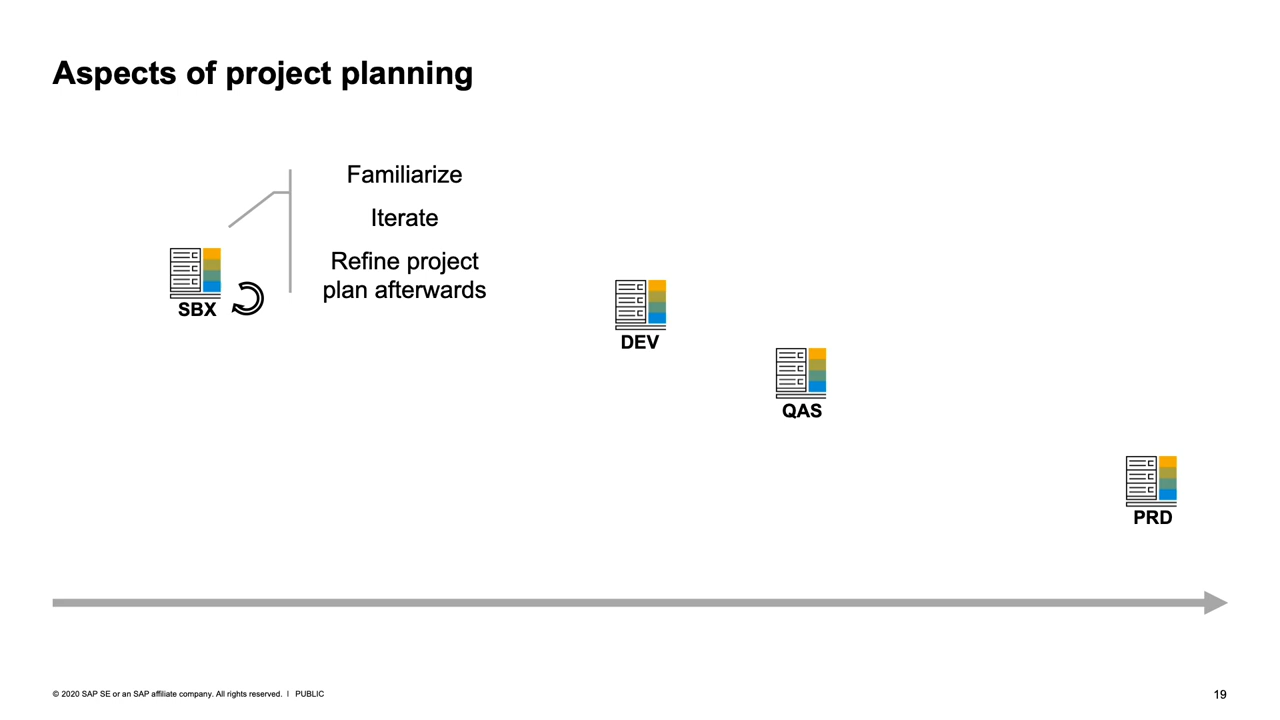 Aspects of project planning
Familiarize
Iterate
Refine project
plan afterwards
SBX
DEV
QAS
PRD
© 2020 SAP SE or an SAP affiliate company. All rights reserved. ǀ PUBLIC
19